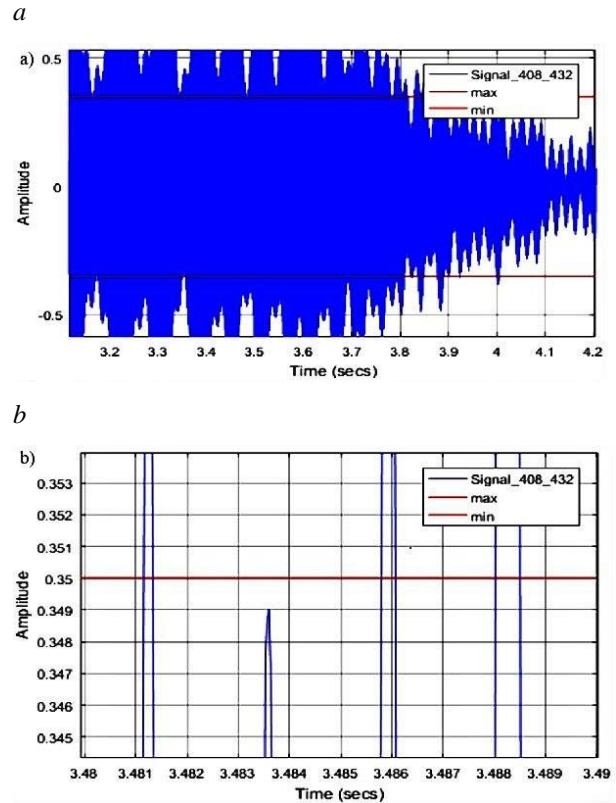 a
a)
0.5
0
-0.5
Amplitude
Signal_408_432
max
min
3.2 3.3 3.4 3.5 3.6 3.7 3.8 3.9 4 4.1 4.2
Time (secs)
b
b)
0.353
0.352
0.351
0.35
0.349
0.348
0.347
0.346
0.345
Amplitude
Signal_408_432
max
min
3.48 3.481 3.482 3.483 3.484 3.485 3.486 3.487 3.488 3.489 3.49
Time (secs)